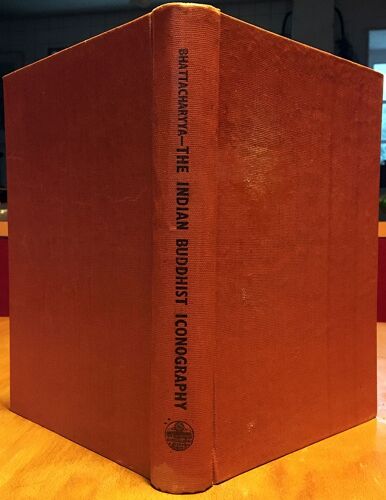 BHATTACHARYYA—THE INDIAN BUDDHIST ICONOGRAPHY